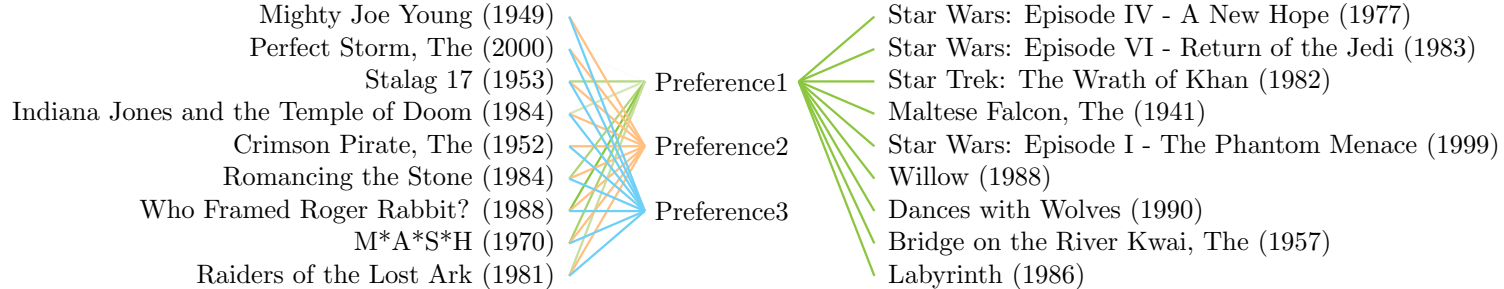 Mighty Joe Young (1949)
Perfect Storm, The (2000)
Stalag 17 (1953)
Indiana Jones and the Temple of Doom (1984)
Crimson Pirate, The (1952)
Romancing the Stone (1984)
Who Framed Roger Rabbit? (1988)
M*A*S*H (1970)
Raiders of the Lost Ark (1981)
Preference1
Preference2
Preference3
Star Wars: Episode IV - A New Hope (1977)
Star Wars: Episode VI - Return of the Jedi (1983)
Star Trek: The Wrath of Khan (1982)
Maltese Falcon, The (1941)
Star Wars: Episode I - The Phantom Menace (1999)
Willow (1988)
Dances with Wolves (1990)
Bridge on the River Kwai, The (1957)
Labyrinth (1986)